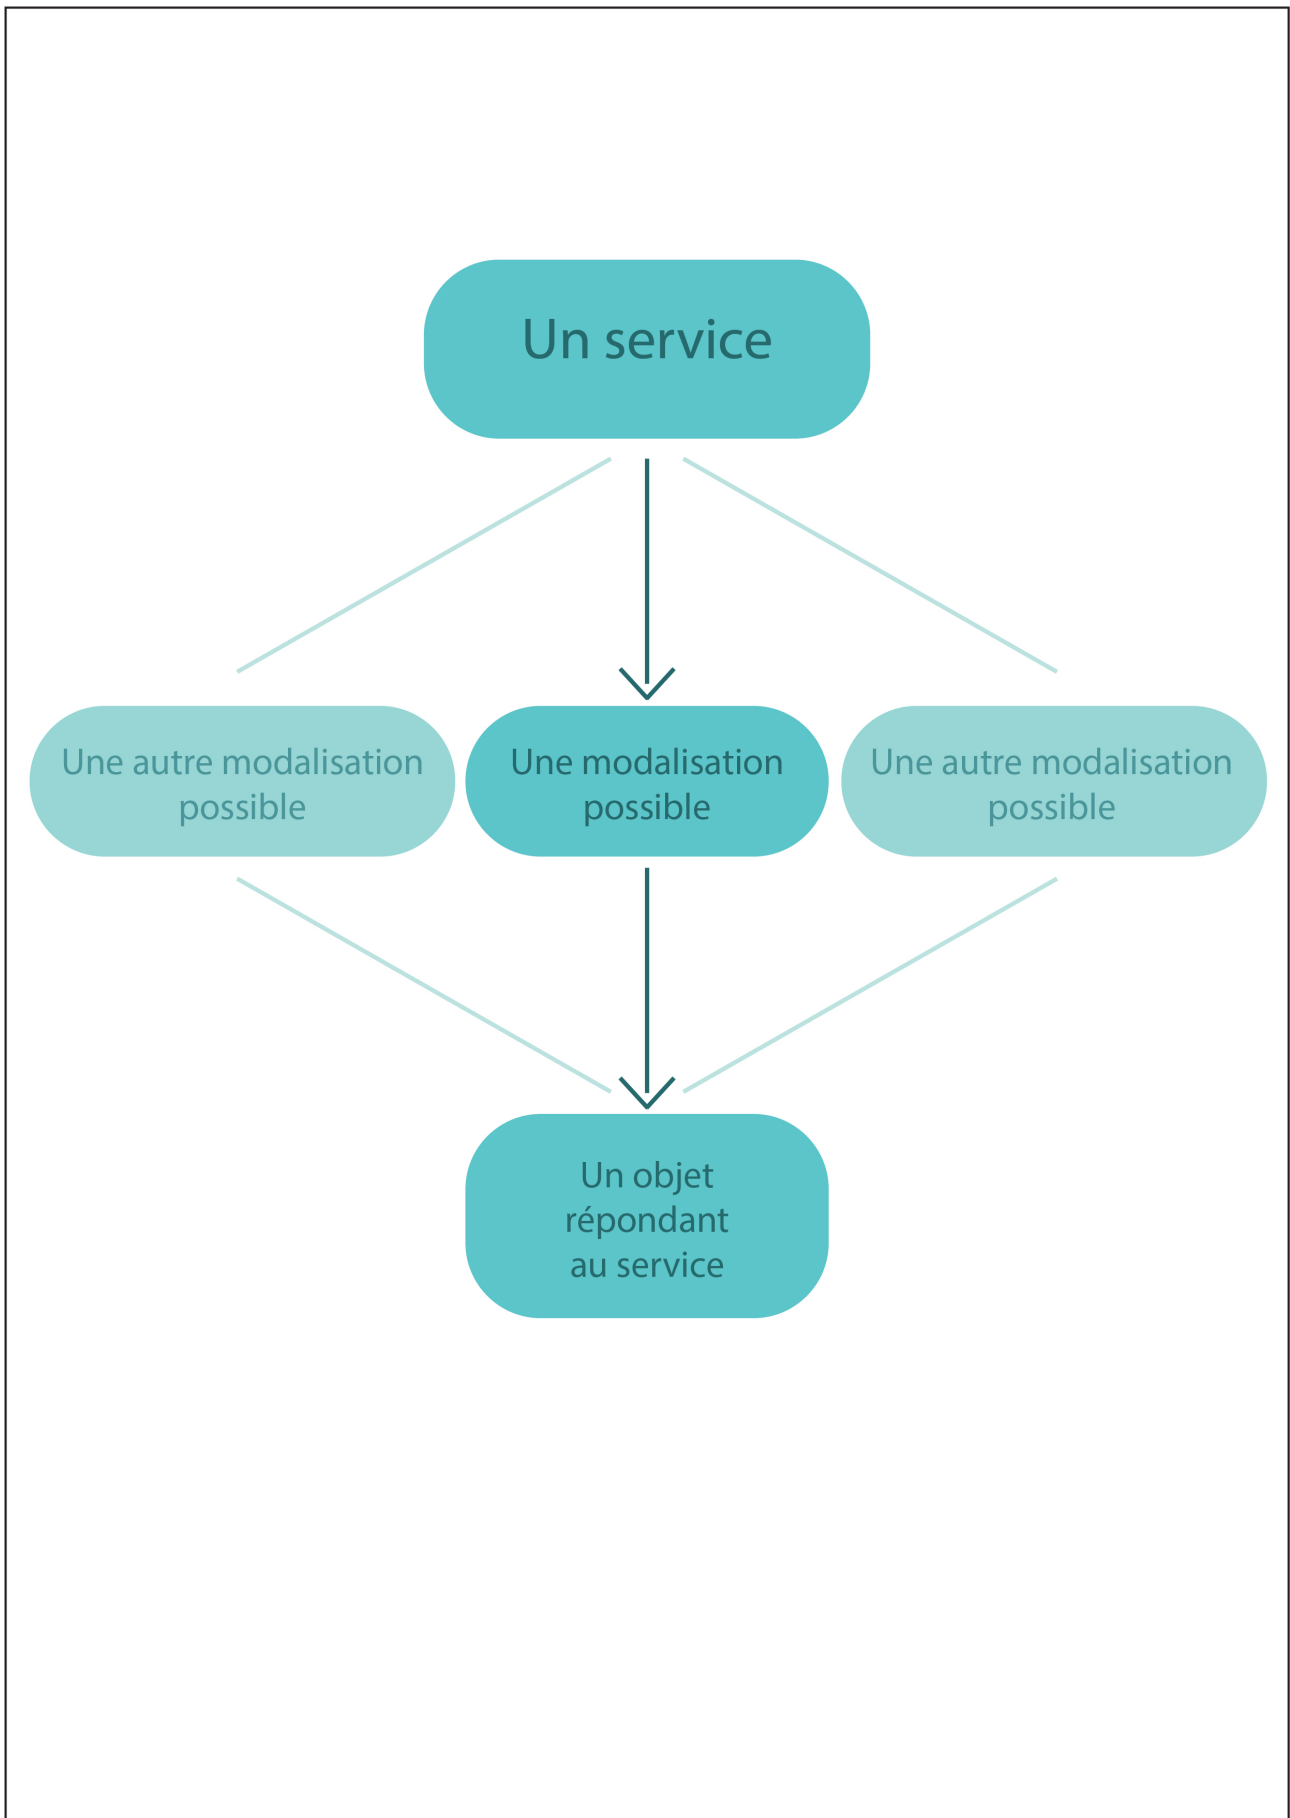 Un service
Une autre modalisation
possible
Une modalisation
possible
Une autre modalisation
possible
Un objet
répondant
au service